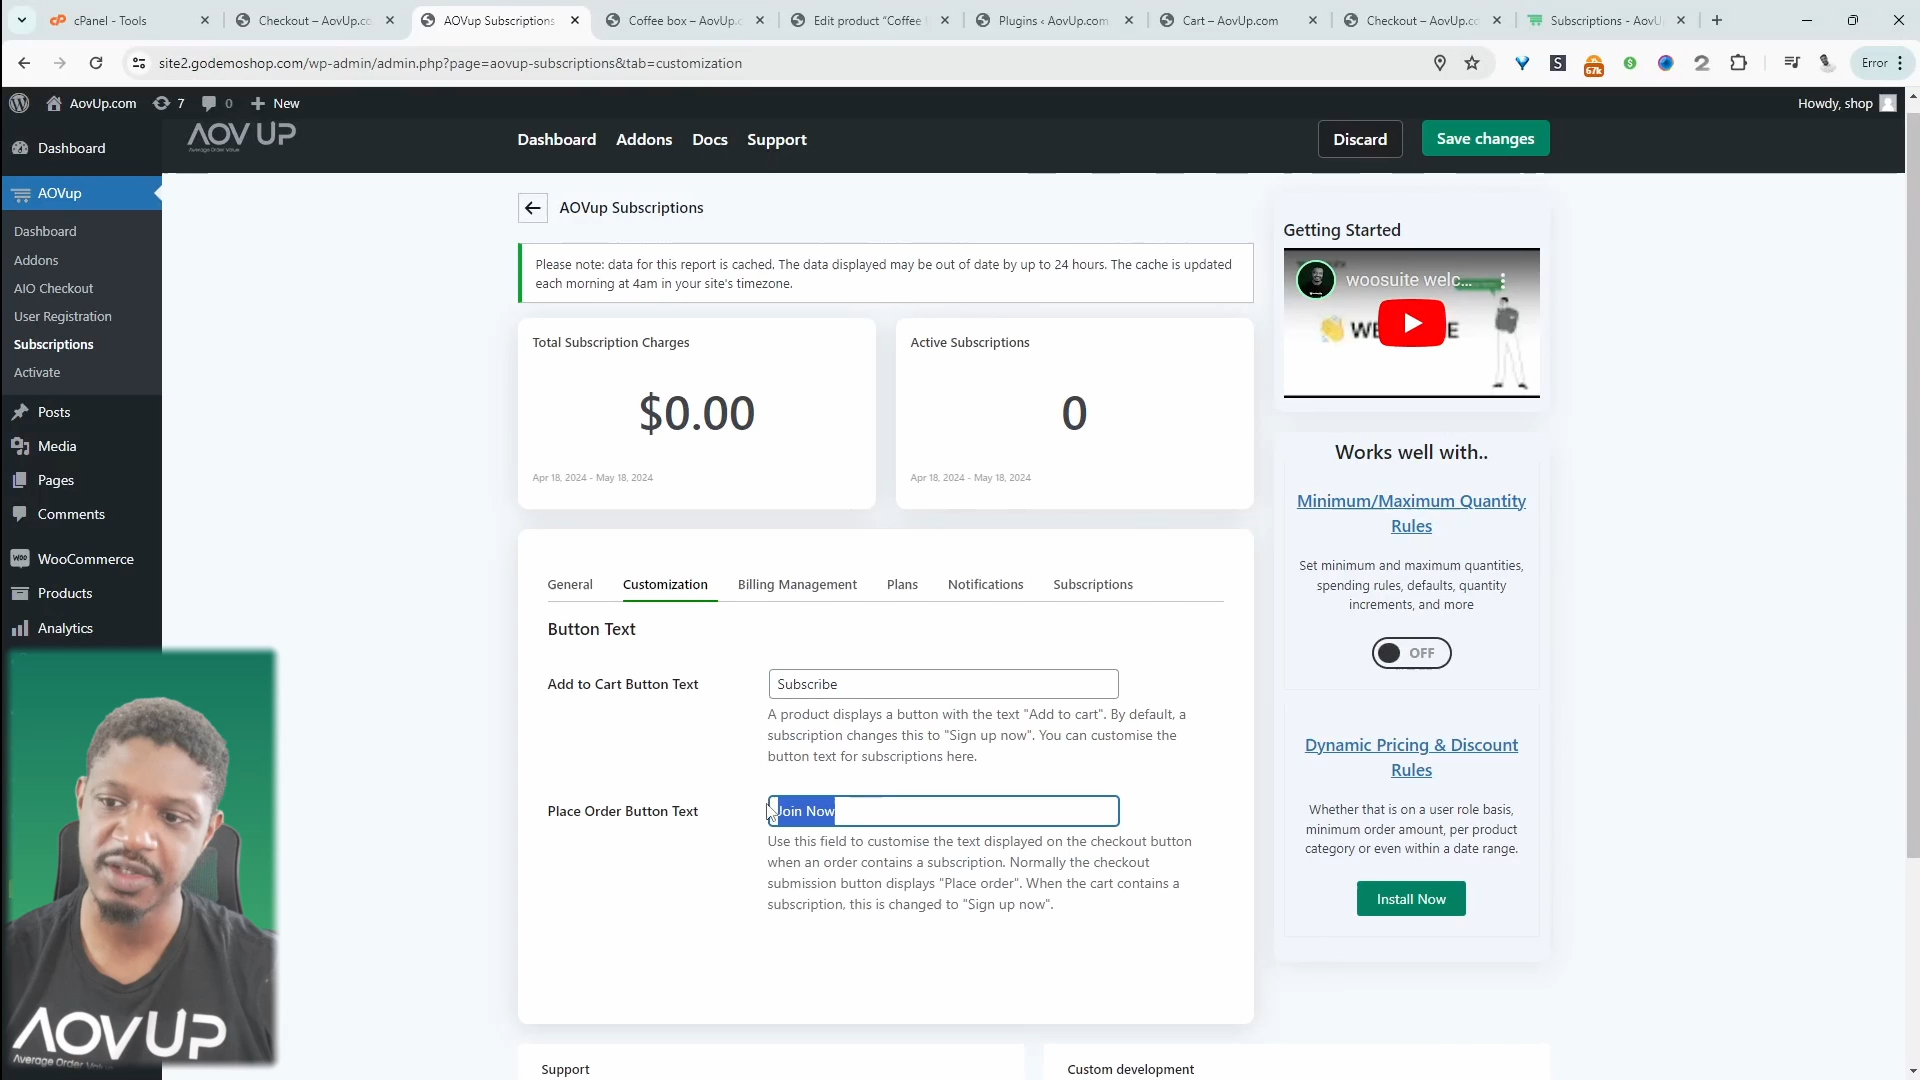 cPanel - Tools
Checkout – AovUp.cc
AOVup Subscriptions
Coffee box – AovUp.c
Edit product "Coffee
Plugins ‹ AovUp.com
Cart – AovUp.com
Checkout – AovUp.cc
Subscriptions - AovU
site2.godemoshop.com/wp-admin/admin.php?page=aovup-subscriptions&tab=customization
67k
Error
AovUp.com
7
0
New
Howdy, shop
Dashboard
AOVup
Dashboard
Addons
AIO Checkout
User Registration
Subscriptions
Activate
Posts
Media
Pages
Comments
WooCommerce
Products
Analytics
AOV UP
Average Order Value
Dashboard
Addons
Docs
Support
Discard
Save changes
AOVup Subscriptions
Please note: data for this report is cached. The data displayed may be out of date by up to 24 hours. The cache is updated
each morning at 4am in your site's timezone.
Total Subscription Charges
$0.00
Apr 18, 2024 - May 18, 2024
Active Subscriptions
0
Apr 18, 2024 - May 18, 2024
General
Customization
Billing Management
Plans
Notifications
Subscriptions
Button Text
Add to Cart Button Text
Subscribe
A product displays a button with the text "Add to cart". By default, a
subscription changes this to "Sign up now". You can customise the
button text for subscriptions here.
Place Order Button Text
Join Now
Use this field to customise the text displayed on the checkout button
when an order contains a subscription. Normally the checkout
submission button displays "Place order". When the cart contains a
subscription, this is changed to "Sign up now".
Getting Started
woosuite welc...
Works well with..
Minimum/Maximum Quantity
Rules
Set minimum and maximum quantities,
spending rules, defaults, quantity
increments, and more
OFF
Dynamic Pricing & Discount
Rules
Whether that is on a user role basis,
minimum order amount, per product
category or even within a date range.
Install Now
Support
Custom development
AOVUP